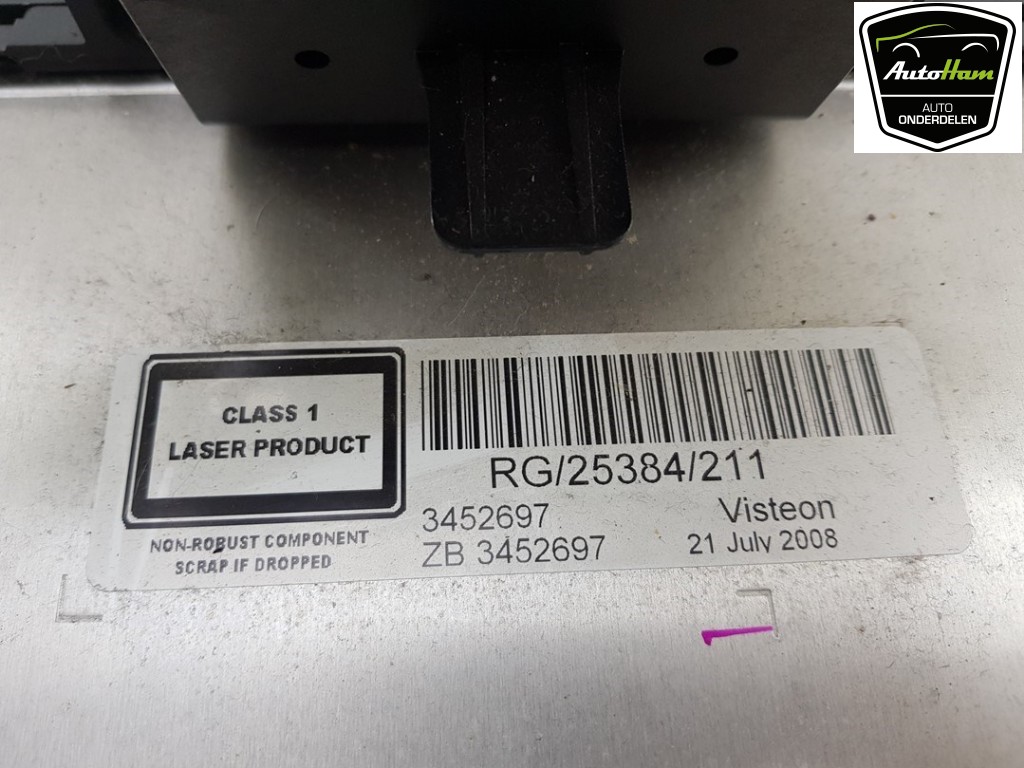 AutoHam
AUTO
ONDERDELEN
CLASS 1
LASER PRODUCT
NON-ROBUST COMPONENT
SCRAP IF DROPPED
RG/25384/211
3452697
Visteon
ZB 3452697
21 July 2008